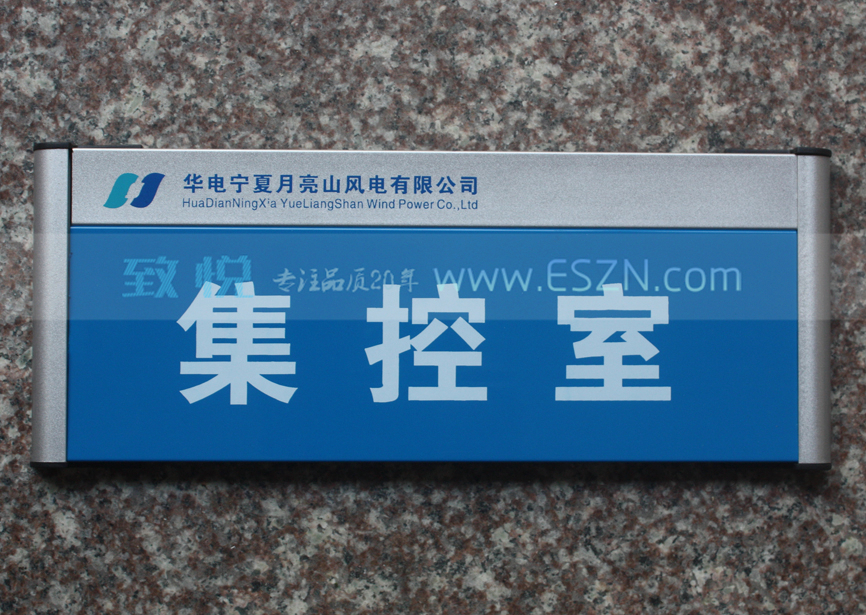 华电宁夏月亮山风电有限公司
HuaDianNingXia YueLiangShan Wind Power Co.,Ltd
致悦 专注品质20年 www.ESZN.com
集控室